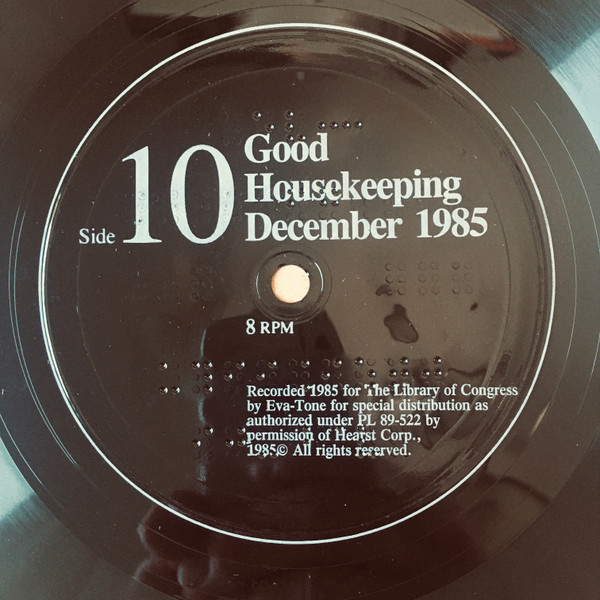 Side 10
Good
Housekeeping
December 1985
8 RPM
Recorded 1985 for The Library of Congress
by Eva-Tone for special distribution as
authorized under PL 89-522 by
permission of Hearst Corp.,
1985© All rights reserved.